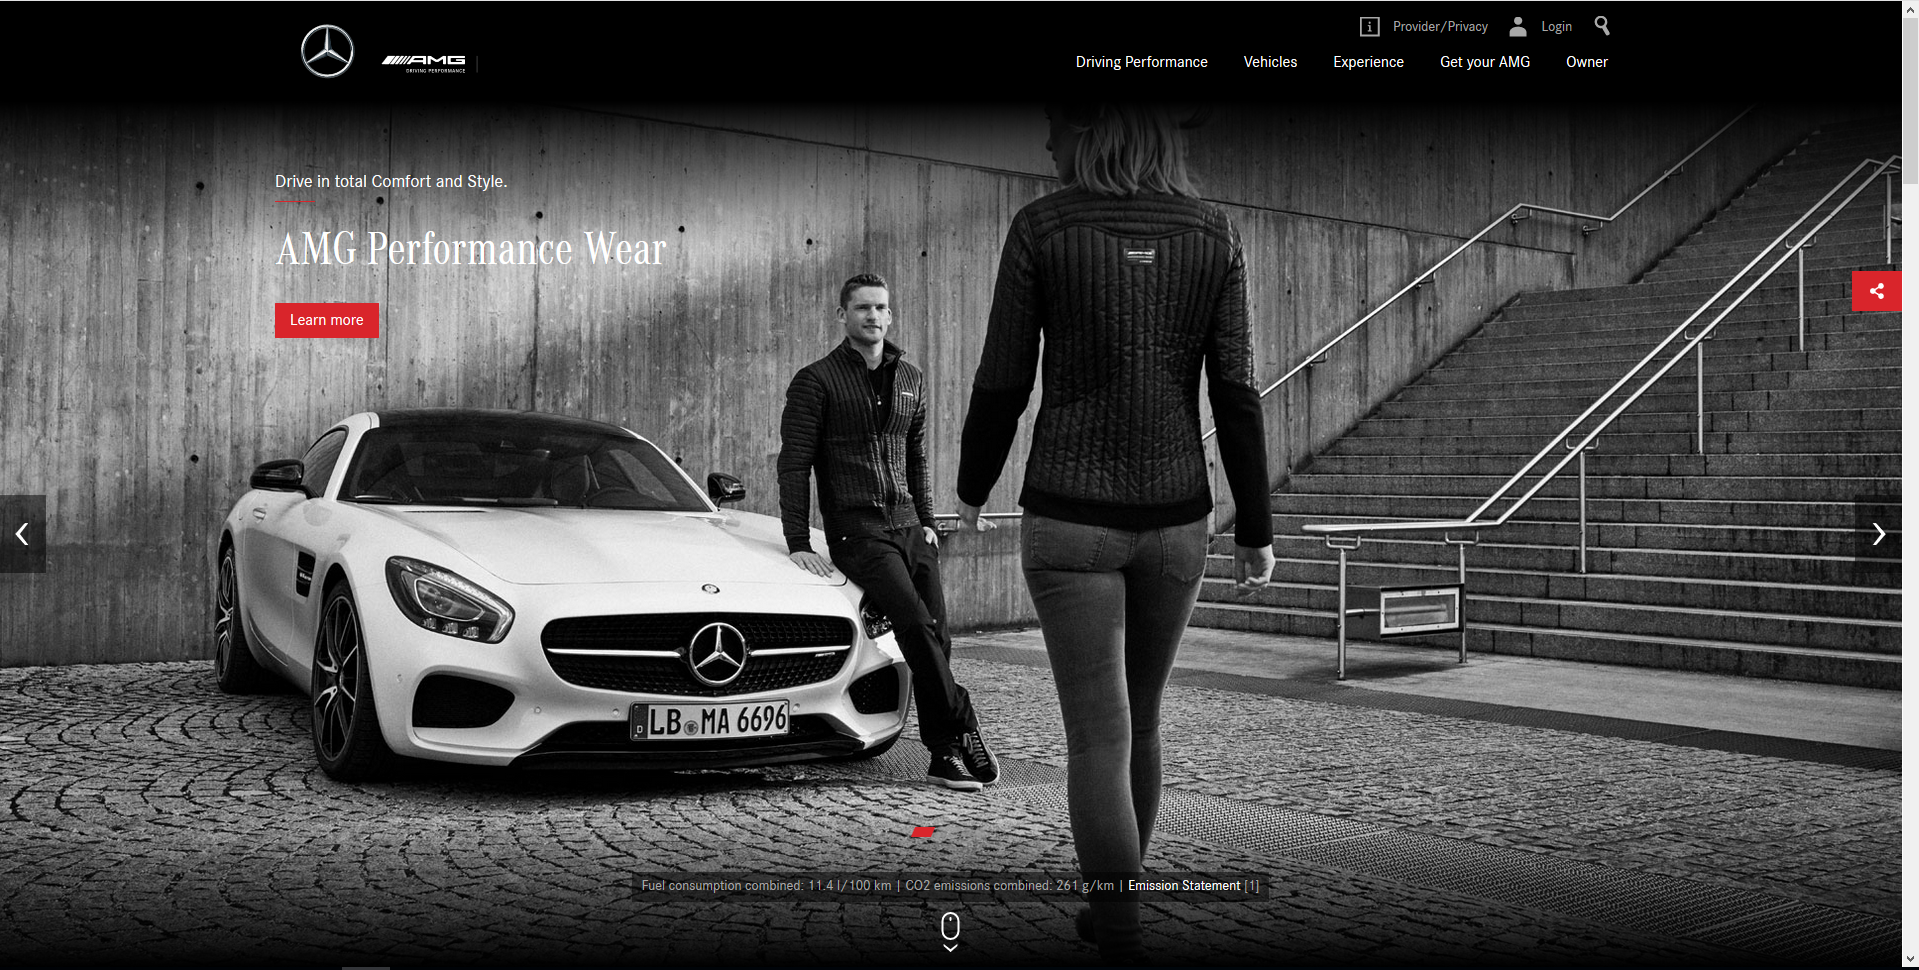 Provider/Privacy
Login
AMG
DRIVING PERFORMANCE
Driving Performance
Vehicles
Experience
Get your AMG
Owner
Drive in total Comfort and Style.
AMG Performance Wear
Learn more
D
LB MA 6696
Fuel consumption combined: 11.4 l/100 km | CO2 emissions combined: 261 g/km | Emission Statement [1]